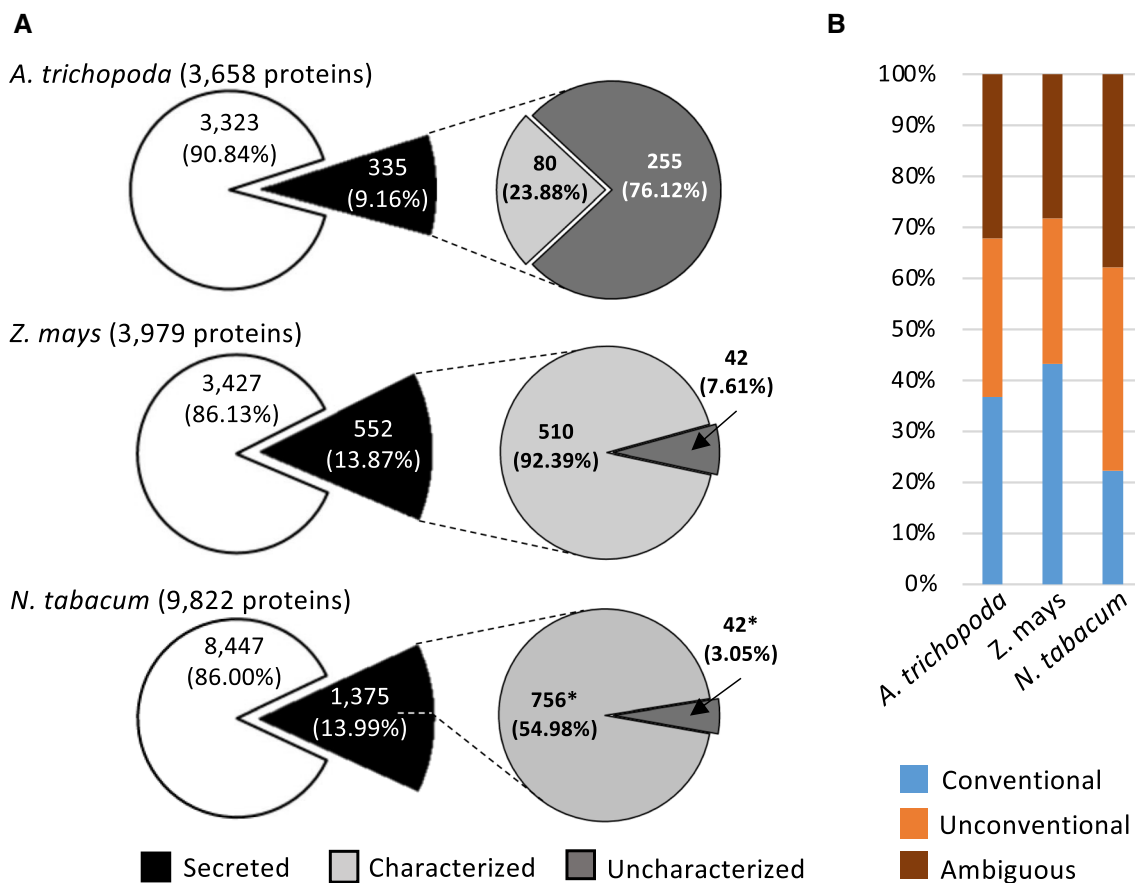 A
A. trichopoda (3,658 proteins)
3,323
(90.84%)
335
(9.16%)
80
(23.88%)
255
(76.12%)
Z. mays (3,979 proteins)
3,427
(86.13%)
552
(13.87%)
510
(92.39%)
42
(7.61%)
N. tabacum (9,822 proteins)
8,447
(86.00%)
1,375
(13.99%)
756*
(54.98%)
42*
(3.05%)
Secreted
Characterized
Uncharacterized
B
100%
90%
80%
70%
60%
50%
40%
30%
20%
10%
0%
A. trichopoda
Z. mays
N. tabacum
Conventional
Unconventional
Ambiguous